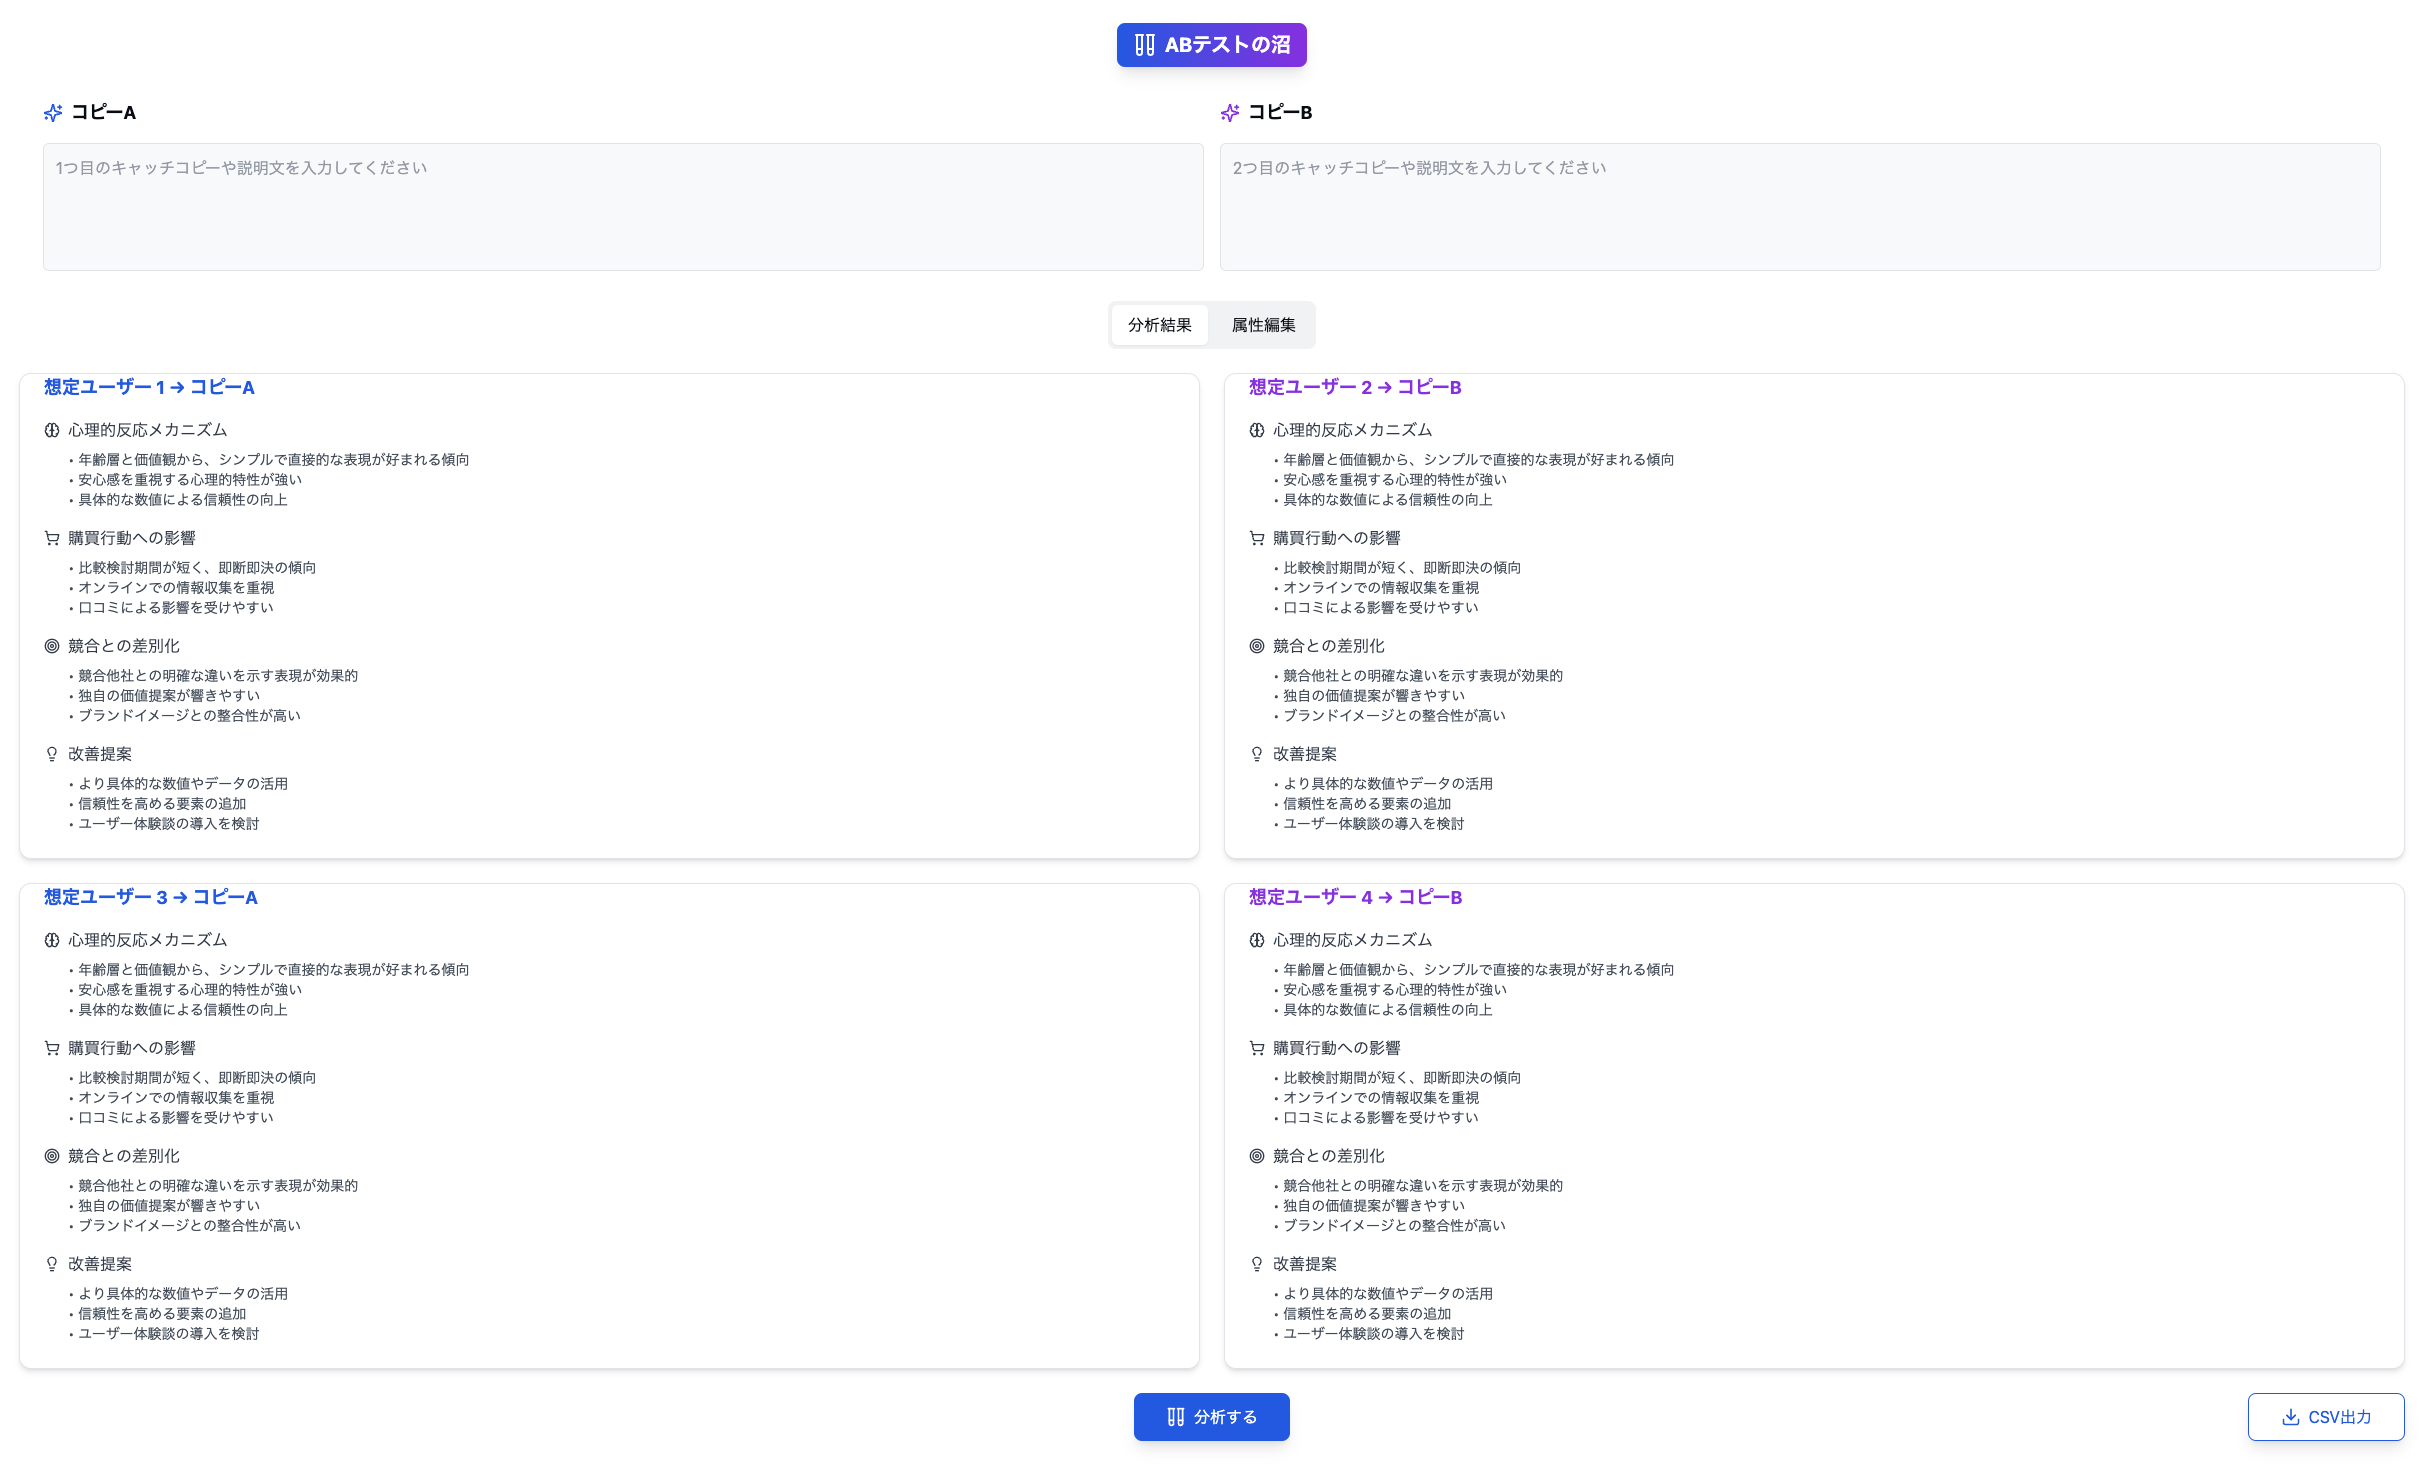 ABテストの沼
コピーA
1つ目のキャッチコピーや説明文を入力してください
コピーB
2つ目のキャッチコピーや説明文を入力してください
分析結果
属性編集
想定ユーザー 1 → コピーA
心理的反応メカニズム
• 年齢層と価値観から、シンプルで直接的な表現が好まれる傾向
• 安心感を重視する心理的特性が強い
• 具体的な数値による信頼性の向上
購買行動への影響
• 比較検討期間が短く、即断即決の傾向
• オンラインでの情報収集を重視
• 口コミによる影響を受けやすい
競合との差別化
• 競合他社との明確な違いを示す表現が効果的
• 独自の価値提案が響きやすい
• ブランドイメージとの整合性が高い
改善提案
• より具体的な数値やデータの活用
• 信頼性を高める要素の追加
• ユーザー体験談の導入を検討
想定ユーザー 2 → コピーB
心理的反応メカニズム
• 年齢層と価値観から、シンプルで直接的な表現が好まれる傾向
• 安心感を重視する心理的特性が強い
• 具体的な数値による信頼性の向上
購買行動への影響
• 比較検討期間が短く、即断即決の傾向
• オンラインでの情報収集を重視
• 口コミによる影響を受けやすい
競合との差別化
• 競合他社との明確な違いを示す表現が効果的
• 独自の価値提案が響きやすい
• ブランドイメージとの整合性が高い
改善提案
• より具体的な数値やデータの活用
• 信頼性を高める要素の追加
• ユーザー体験談の導入を検討
想定ユーザー 3 → コピーA
心理的反応メカニズム
• 年齢層と価値観から、シンプルで直接的な表現が好まれる傾向
• 安心感を重視する心理的特性が強い
• 具体的な数値による信頼性の向上
購買行動への影響
• 比較検討期間が短く、即断即決の傾向
• オンラインでの情報収集を重視
• 口コミによる影響を受けやすい
競合との差別化
• 競合他社との明確な違いを示す表現が効果的
• 独自の価値提案が響きやすい
• ブランドイメージとの整合性が高い
改善提案
• より具体的な数値やデータの活用
• 信頼性を高める要素の追加
• ユーザー体験談の導入を検討
想定ユーザー 4 → コピーB
心理的反応メカニズム
• 年齢層と価値観から、シンプルで直接的な表現が好まれる傾向
• 安心感を重視する心理的特性が強い
• 具体的な数値による信頼性の向上
購買行動への影響
• 比較検討期間が短く、即断即決の傾向
• オンラインでの情報収集を重視
• 口コミによる影響を受けやすい
競合との差別化
• 競合他社との明確な違いを示す表現が効果的
• 独自の価値提案が響きやすい
• ブランドイメージとの整合性が高い
改善提案
• より具体的な数値やデータの活用
• 信頼性を高める要素の追加
• ユーザー体験談の導入を検討
分析する
CSV出力